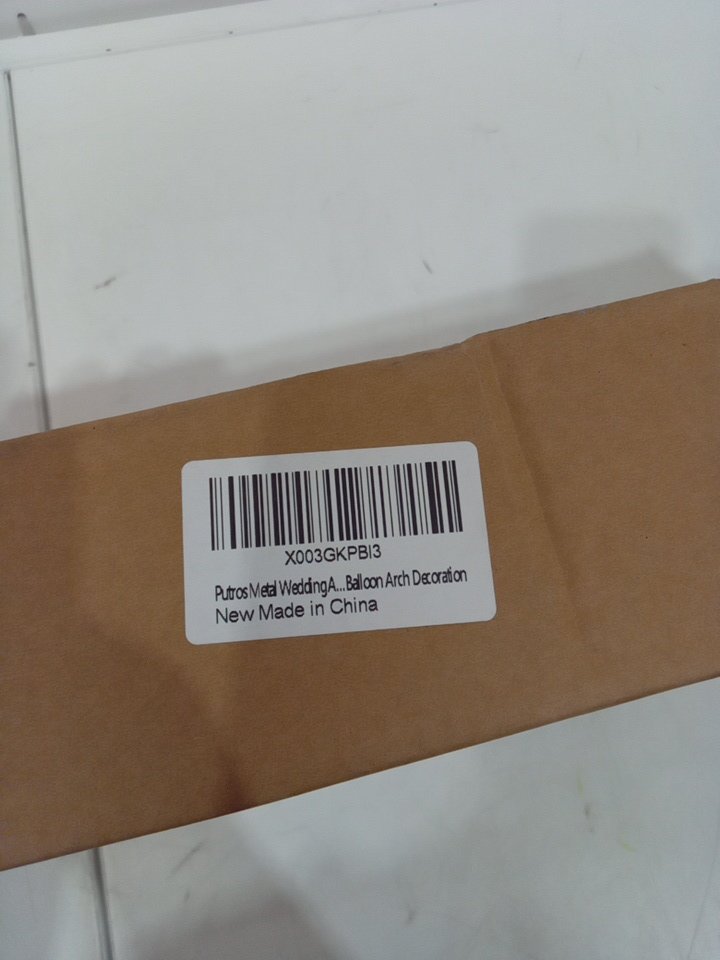 X003GKPBI3
Putros Metal Wedding A... Balloon Arch Decoration
New Made in China